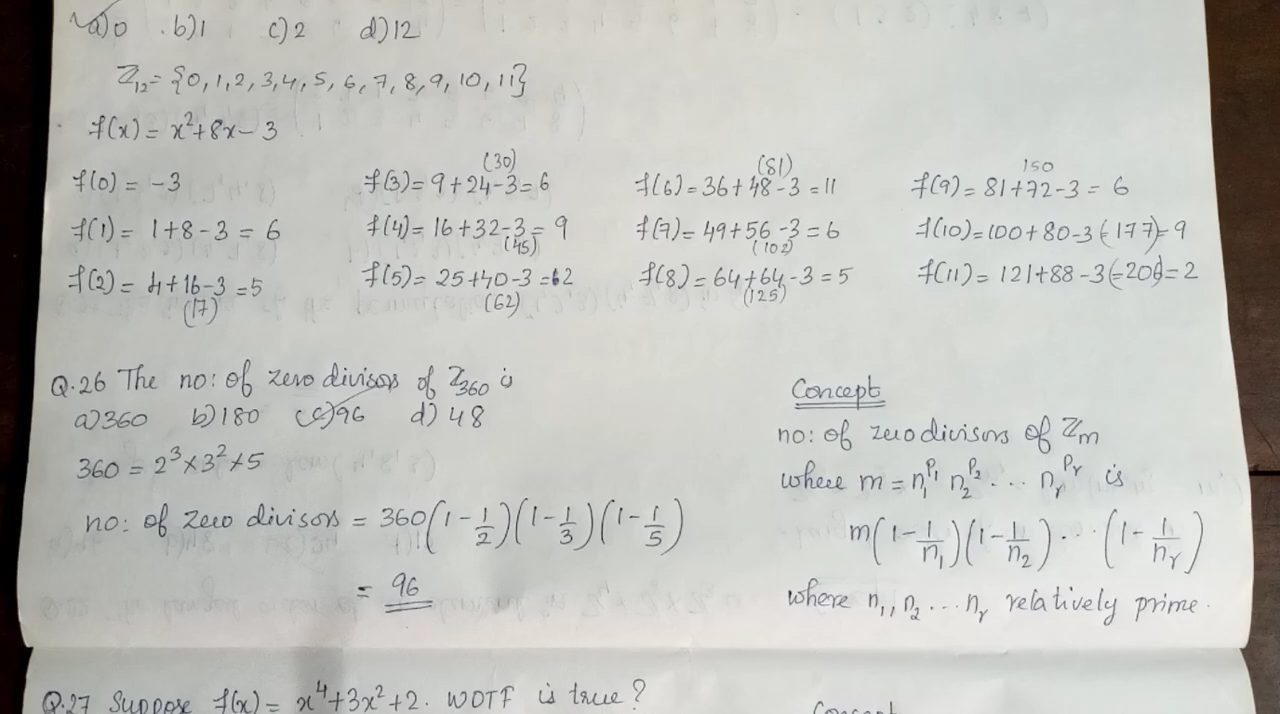 a)0 b)1 c)2 d)12
Z₁₂= {0, 1, 2, 3, 4, 5, 6, 7, 8, 9, 10, 11}
f(x) = x²+8x-3
f(0) = -3
f(1) = 1+8-3 = 6
f(2) = 4+16-3 = 5
(17)
(30)
f(3) = 9+24-3 = 6
f(4) = 16+32-3 = 9
(45)
f(5) = 25+40-3 = 62
(62)
(81)
f(6) = 36+48-3 = 11
f(7) = 49+56-3 = 6
(102)
f(8) = 64+64-3 = 5
(125)
150
f(9) = 81+72-3 = 6
f(10) = 100+80-3 (=177) = 9
f(11) = 121+88-3 (=206) = 2
Q.26 The no: of zero divisors of Z₃₆₀ is
a)360 b)180 c)96 d) 48
360 = 2³×3²×5
no: of zero divisors = 360(1-1/2)(1-1/3)(1-1/5)
= 96
Concept
no: of zero divisors of Zm
where m = n₁^P₁ n₂^P₂ ... nᵣ^Pᵣ is
m(1-1/n₁)(1-1/n₂)...(1-1/nᵣ)
where n₁, n₂ ... nᵣ relatively prime.
Q.27 Suppose f(x) = x⁴+3x²+2. WOTF is true?
Concept